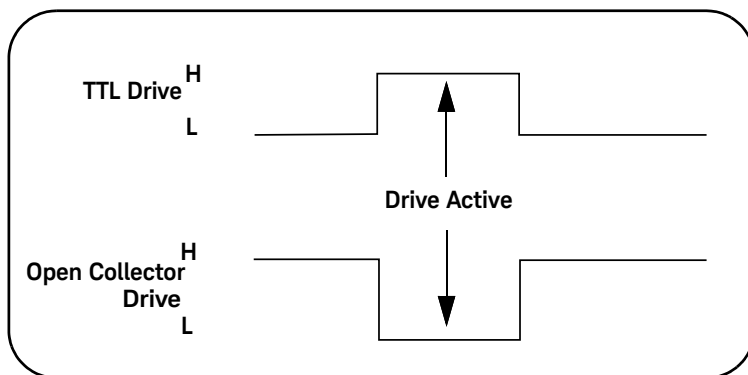 TTL Drive H
L
Drive Active
H
Open Collector
Drive
L